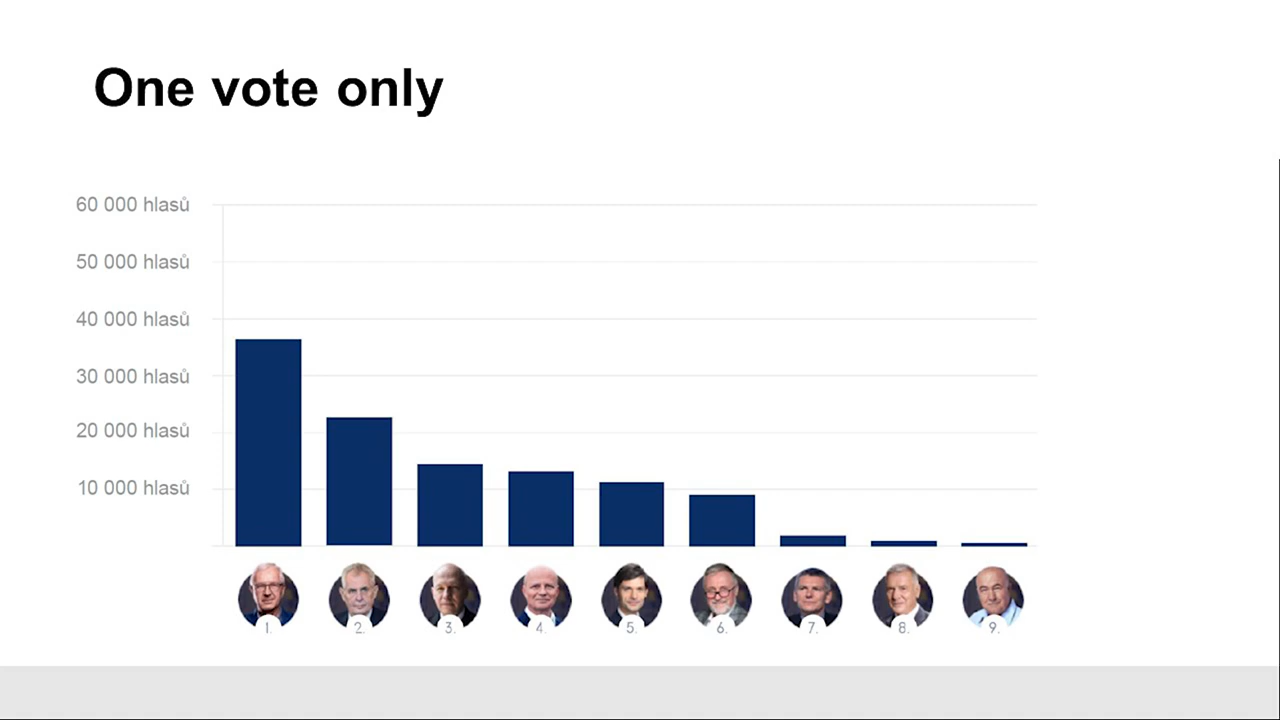 One vote only
60 000 hlasů
50 000 hlasů
40 000 hlasů
30 000 hlasů
20 000 hlasů
10 000 hlasů
1. 2. 3. 4. 5. 6. 7. 8. 9.